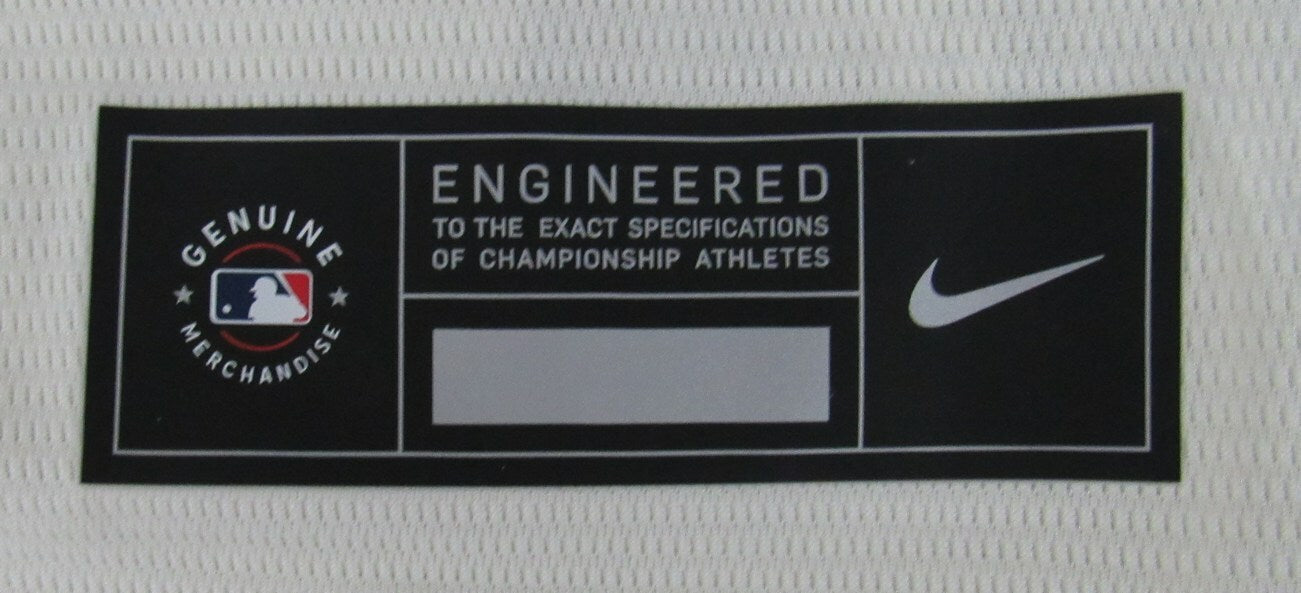 GENUINE
MERCHANDISE
ENGINEERED
TO THE EXACT SPECIFICATIONS
OF CHAMPIONSHIP ATHLETES